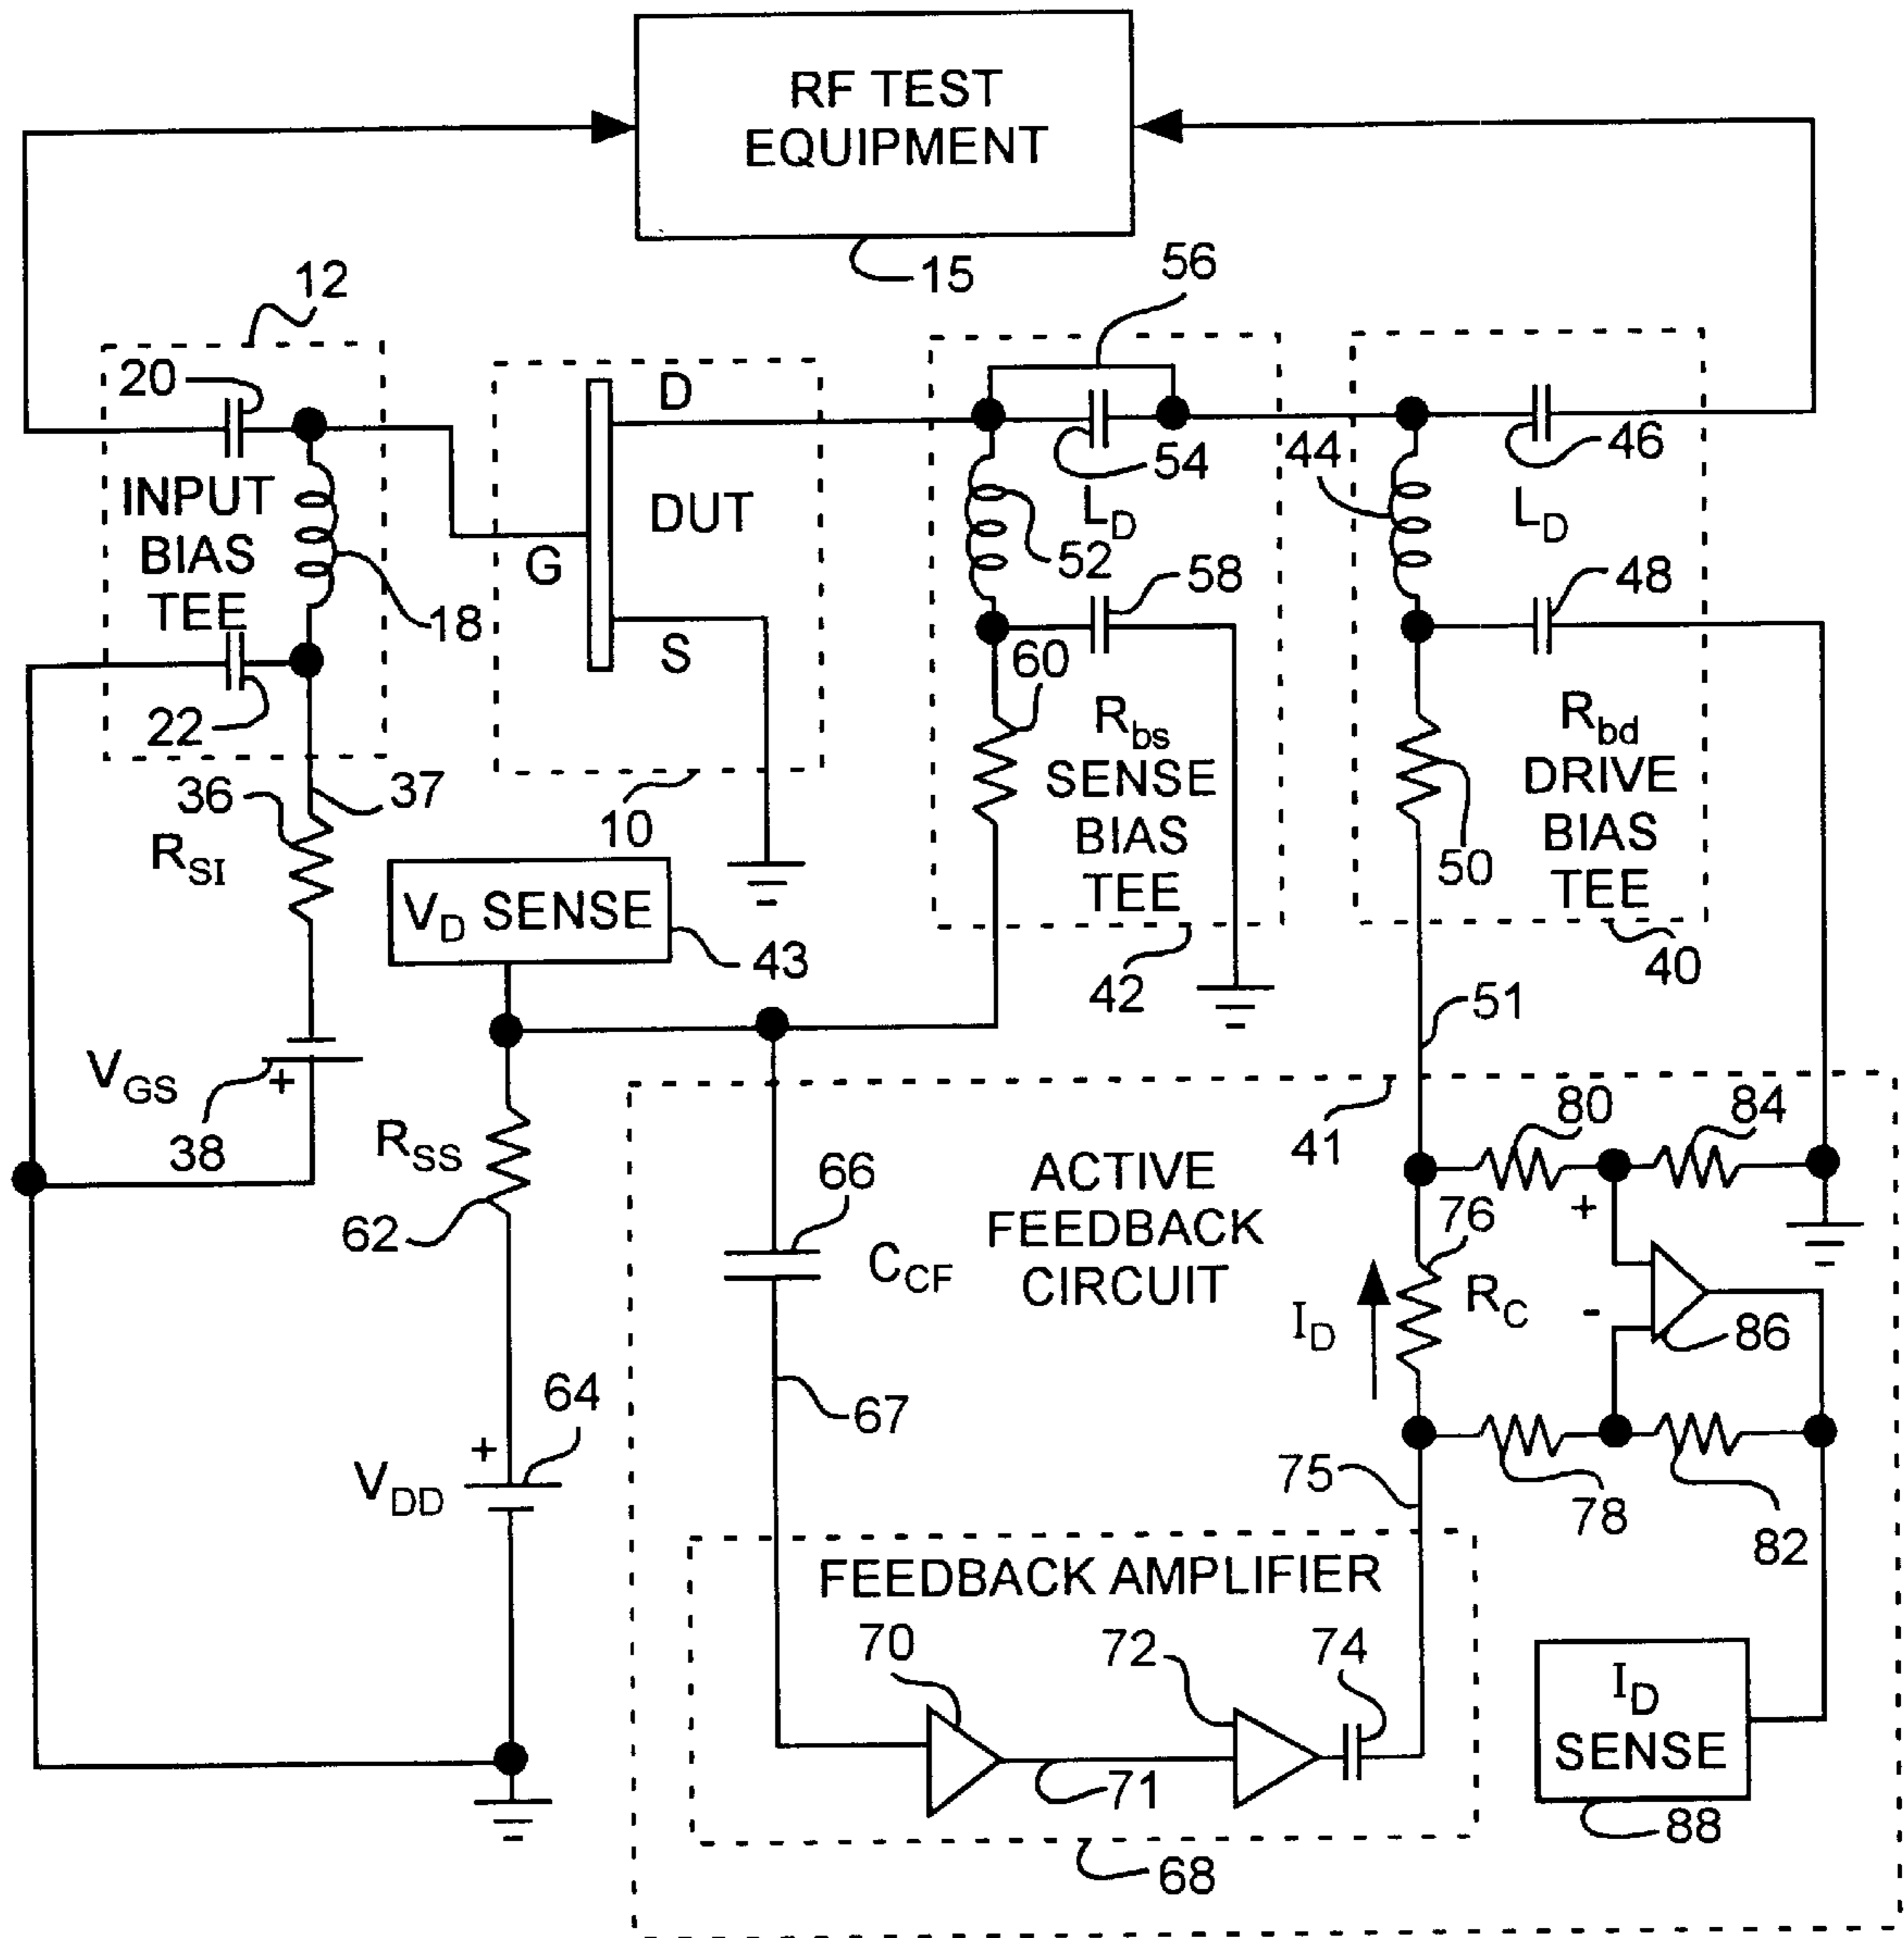 RF TEST
EQUIPMENT
15
56
12
20
D
54
44
46
INPUT
BIAS
TEE
DUT
G
S
L_D
L_D
52
58
48
18
22
60
R_bs
SENSE
BIAS
TEE
R_bd
DRIVE
BIAS
TEE
36
37
R_SI
10
50
V_D SENSE
43
42
40
51
V_GS
+
38
R_SS
62
41
80
84
66
ACTIVE
FEEDBACK
CIRCUIT
C_CF
76
+
I_D
R_C
-
86
67
64
+
V_DD
75
78
82
FEEDBACK AMPLIFIER
70
72
74
71
I_D
SENSE
88
68